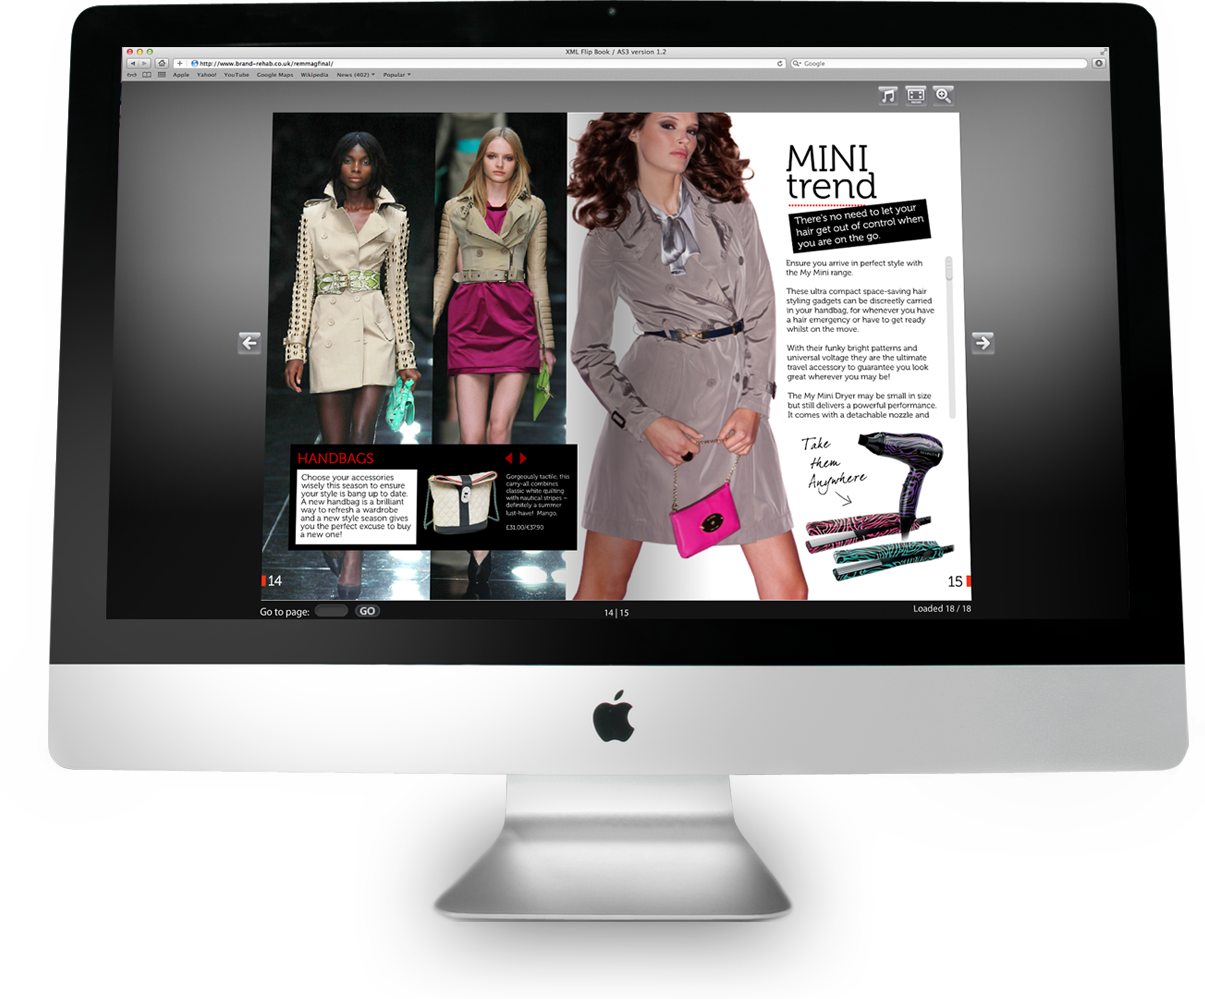 XML Flip Book / AS3 version 1.2
http://www.brand-rehab.co.uk/remmagfinal/
Google
Apple Yahoo! YouTube Google Maps Wikipedia News (402) Popular
MINI
trend
There's no need to let your
hair get out of control when
you are on the go.
Ensure you arrive in perfect style with
the My Mini range.
These ultra compact space-saving hair
styling gadgets can be discreetly carried
in your handbag, for whenever you have
a hair emergency or have to get ready
whilst on the move.
With their funky bright patterns and
universal voltage they are the ultimate
travel accessory to guarantee you look
great wherever you may be!
The My Mini Dryer may be small in size
but still delivers a powerful performance.
It comes with a detachable nozzle and
Take
them
Anywhere
HANDBAGS
Choose your accessories
wisely this season to ensure
your style is bang up to date.
A new handbag is a brilliant
way to refresh a wardrobe
and a new style season gives
you the perfect excuse to buy
a new one!
Gorgeously tactile, this
carry-all combines
classic white quilting
with nautical stripes –
definitely a summer
lust-have! Mango.
£31.00/€37.90
14
15
Go to page: GO
14 | 15
Loaded 18 / 18